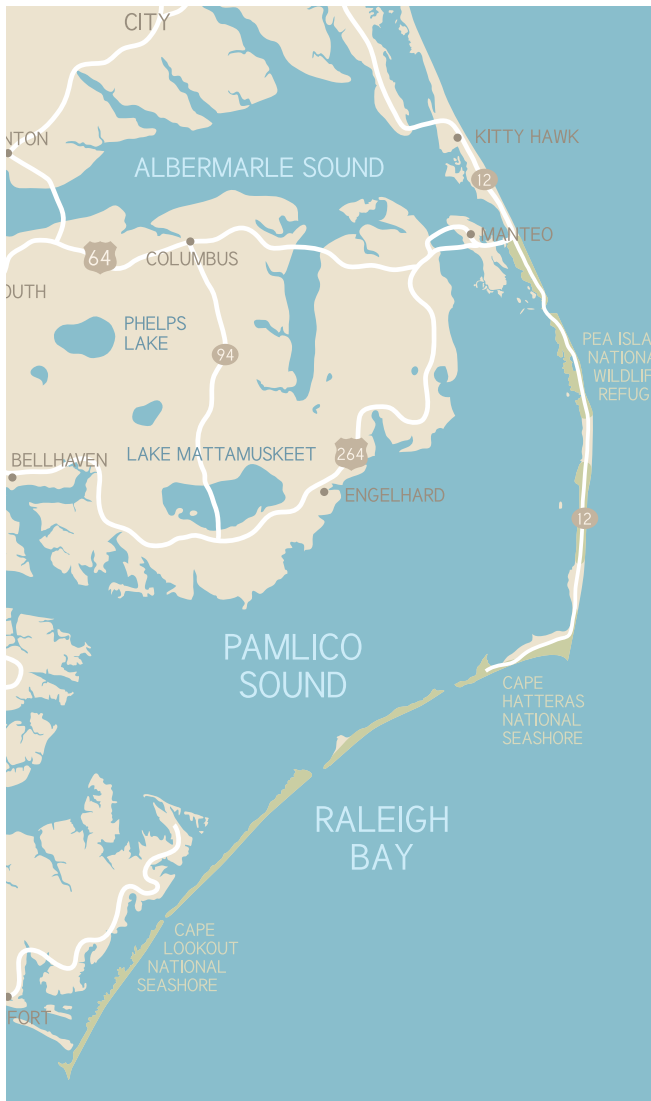 CITY
NTON
KITTY HAWK
ALBERMARLE SOUND
12
MANTEO
64
COLUMBUS
OUTH
PHELPS
LAKE
94
PEA ISLA
NATIONA
WILDLIF
REFUG
BELLHAVEN
LAKE MATTAMUSKEET
264
ENGELHARD
12
PAMLICO
SOUND
CAPE
HATTERAS
NATIONAL
SEASHORE
RALEIGH
BAY
CAPE
LOOKOUT
NATIONAL
SEASHORE
FORT